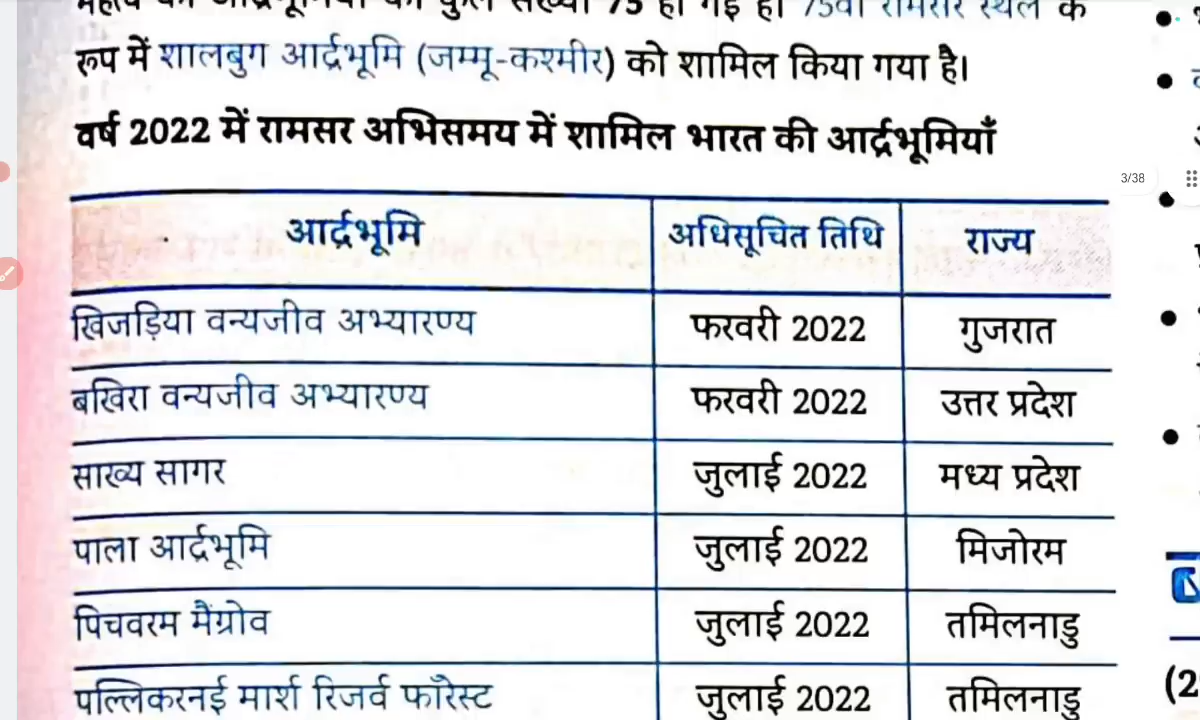 महत्व की आर्द्रभूमियों की कुल संख्या 75 हो गई है। 75वां रामसर स्थल के
रूप में शालबुग आर्द्रभूमि (जम्मू-कश्मीर) को शामिल किया गया है।
वर्ष 2022 में रामसर अभिसमय में शामिल भारत की आर्द्रभूमियाँ
3/38
आर्द्रभूमि अधिसूचित तिथि राज्य
खिजड़िया वन्यजीव अभ्यारण्य फरवरी 2022 गुजरात
बखिरा वन्यजीव अभ्यारण्य फरवरी 2022 उत्तर प्रदेश
साख्य सागर जुलाई 2022 मध्य प्रदेश
पाला आर्द्रभूमि जुलाई 2022 मिजोरम
पिचवरम मैंग्रोव जुलाई 2022 तमिलनाडु
पल्लिकरनई मार्श रिजर्व फॉरेस्ट जुलाई 2022 तमिलनाडु
(2